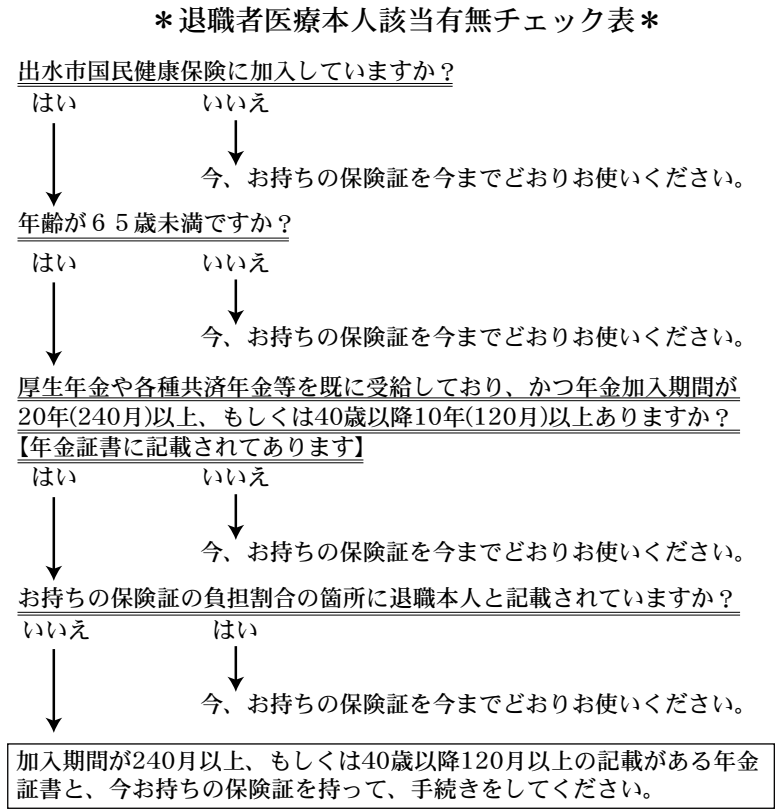 ＊退職者医療本人該当有無チェック表＊
出水市国民健康保険に加入していますか？
はい　いいえ
今、お持ちの保険証を今までどおりお使いください。
年齢が６５歳未満ですか？
はい　いいえ
今、お持ちの保険証を今までどおりお使いください。
厚生年金や各種共済年金等を既に受給しており、かつ年金加入期間が
20年(240月)以上、もしくは40歳以降10年(120月)以上ありますか？
【年金証書に記載されてあります】
はい　いいえ
今、お持ちの保険証を今までどおりお使いください。
お持ちの保険証の負担割合の箇所に退職本人と記載されていますか？
いいえ　はい
今、お持ちの保険証を今までどおりお使いください。
加入期間が240月以上、もしくは40歳以降120月以上の記載がある年金
証書と、今お持ちの保険証を持って、手続きをしてください。